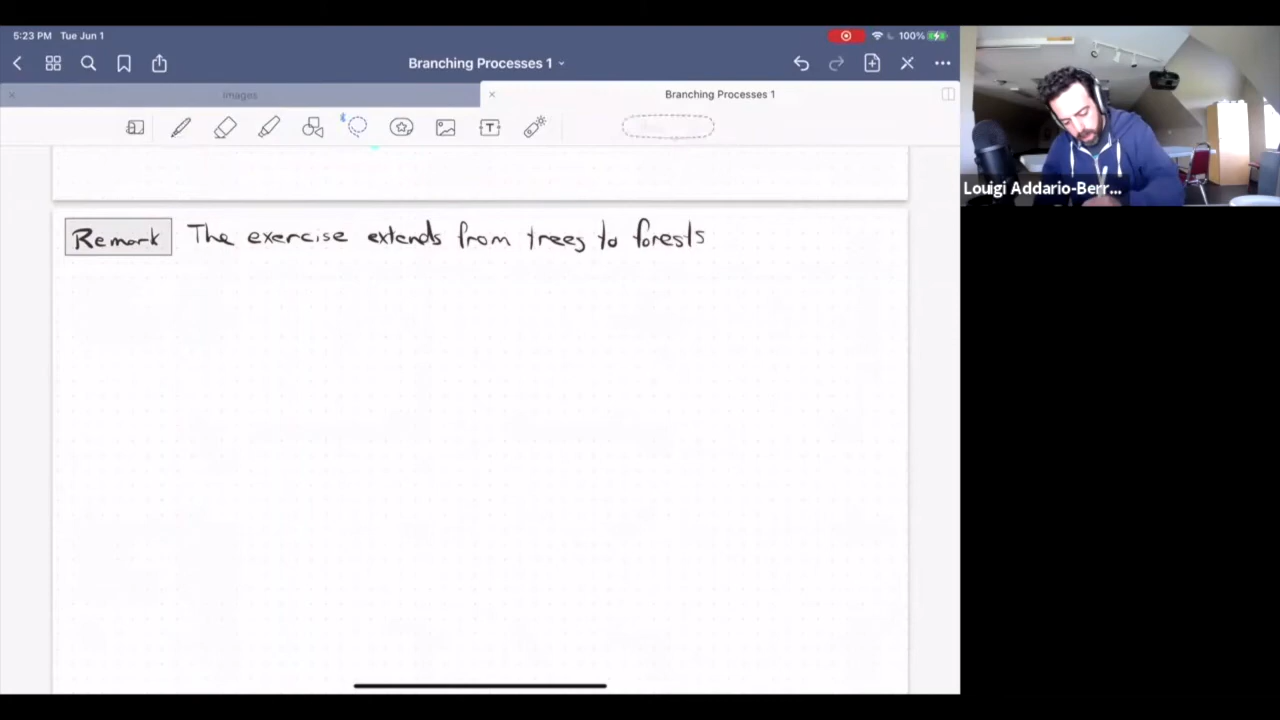 5:23 PM Tue Jun 1
100%
Branching Processes 1
Images
Branching Processes 1
Remark The exercise extends from trees to forests
Louigi Addario-Berr...